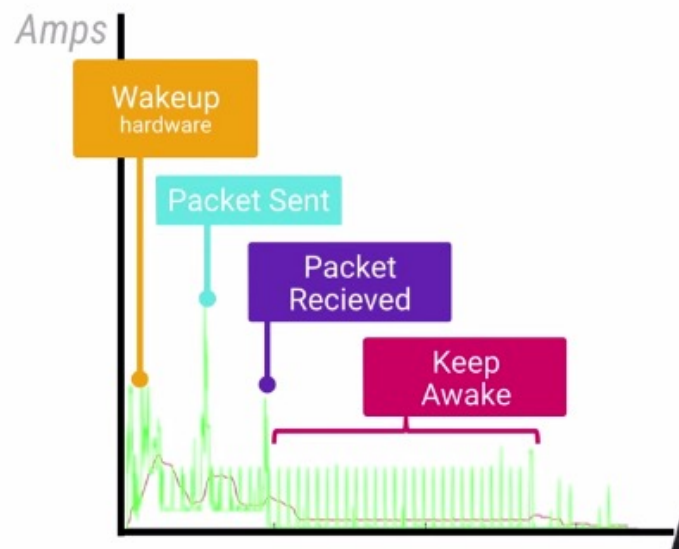 Amps
Wakeup
hardware
Packet Sent
Packet
Recieved
Keep
Awake